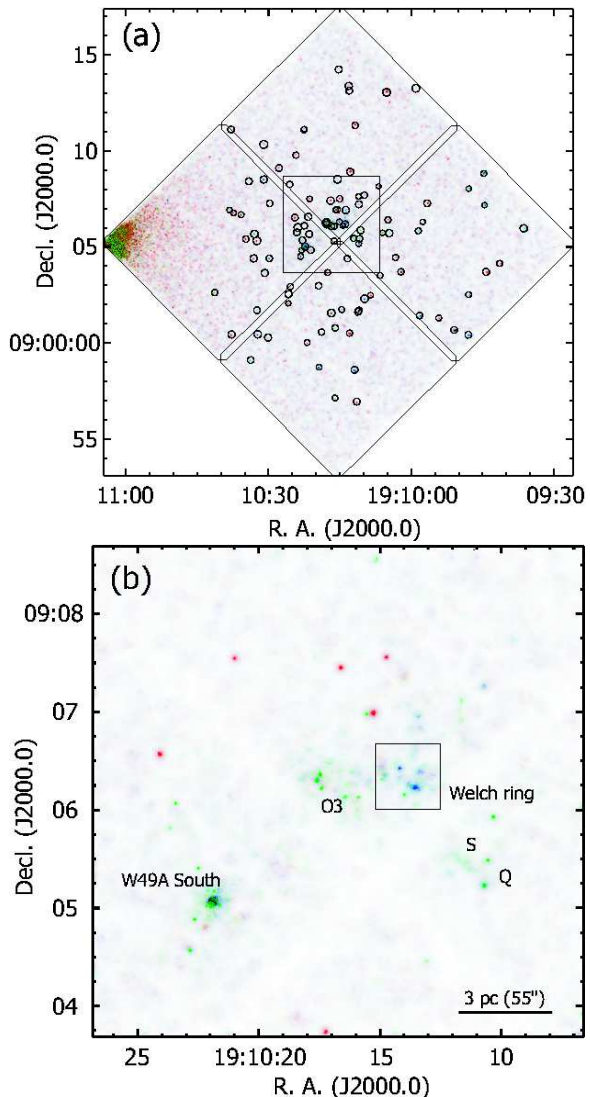 (a)
15
10
05
09:00:00
55
Decl. (J2000.0)
11:00
10:30
19:10:00
09:30
R. A. (J2000.0)
(b)
09:08
07
06
05
04
Decl. (J2000.0)
O3
Welch ring
S
Q
W49A South
3 pc (55")
25
19:10:20
15
10
R. A. (J2000.0)